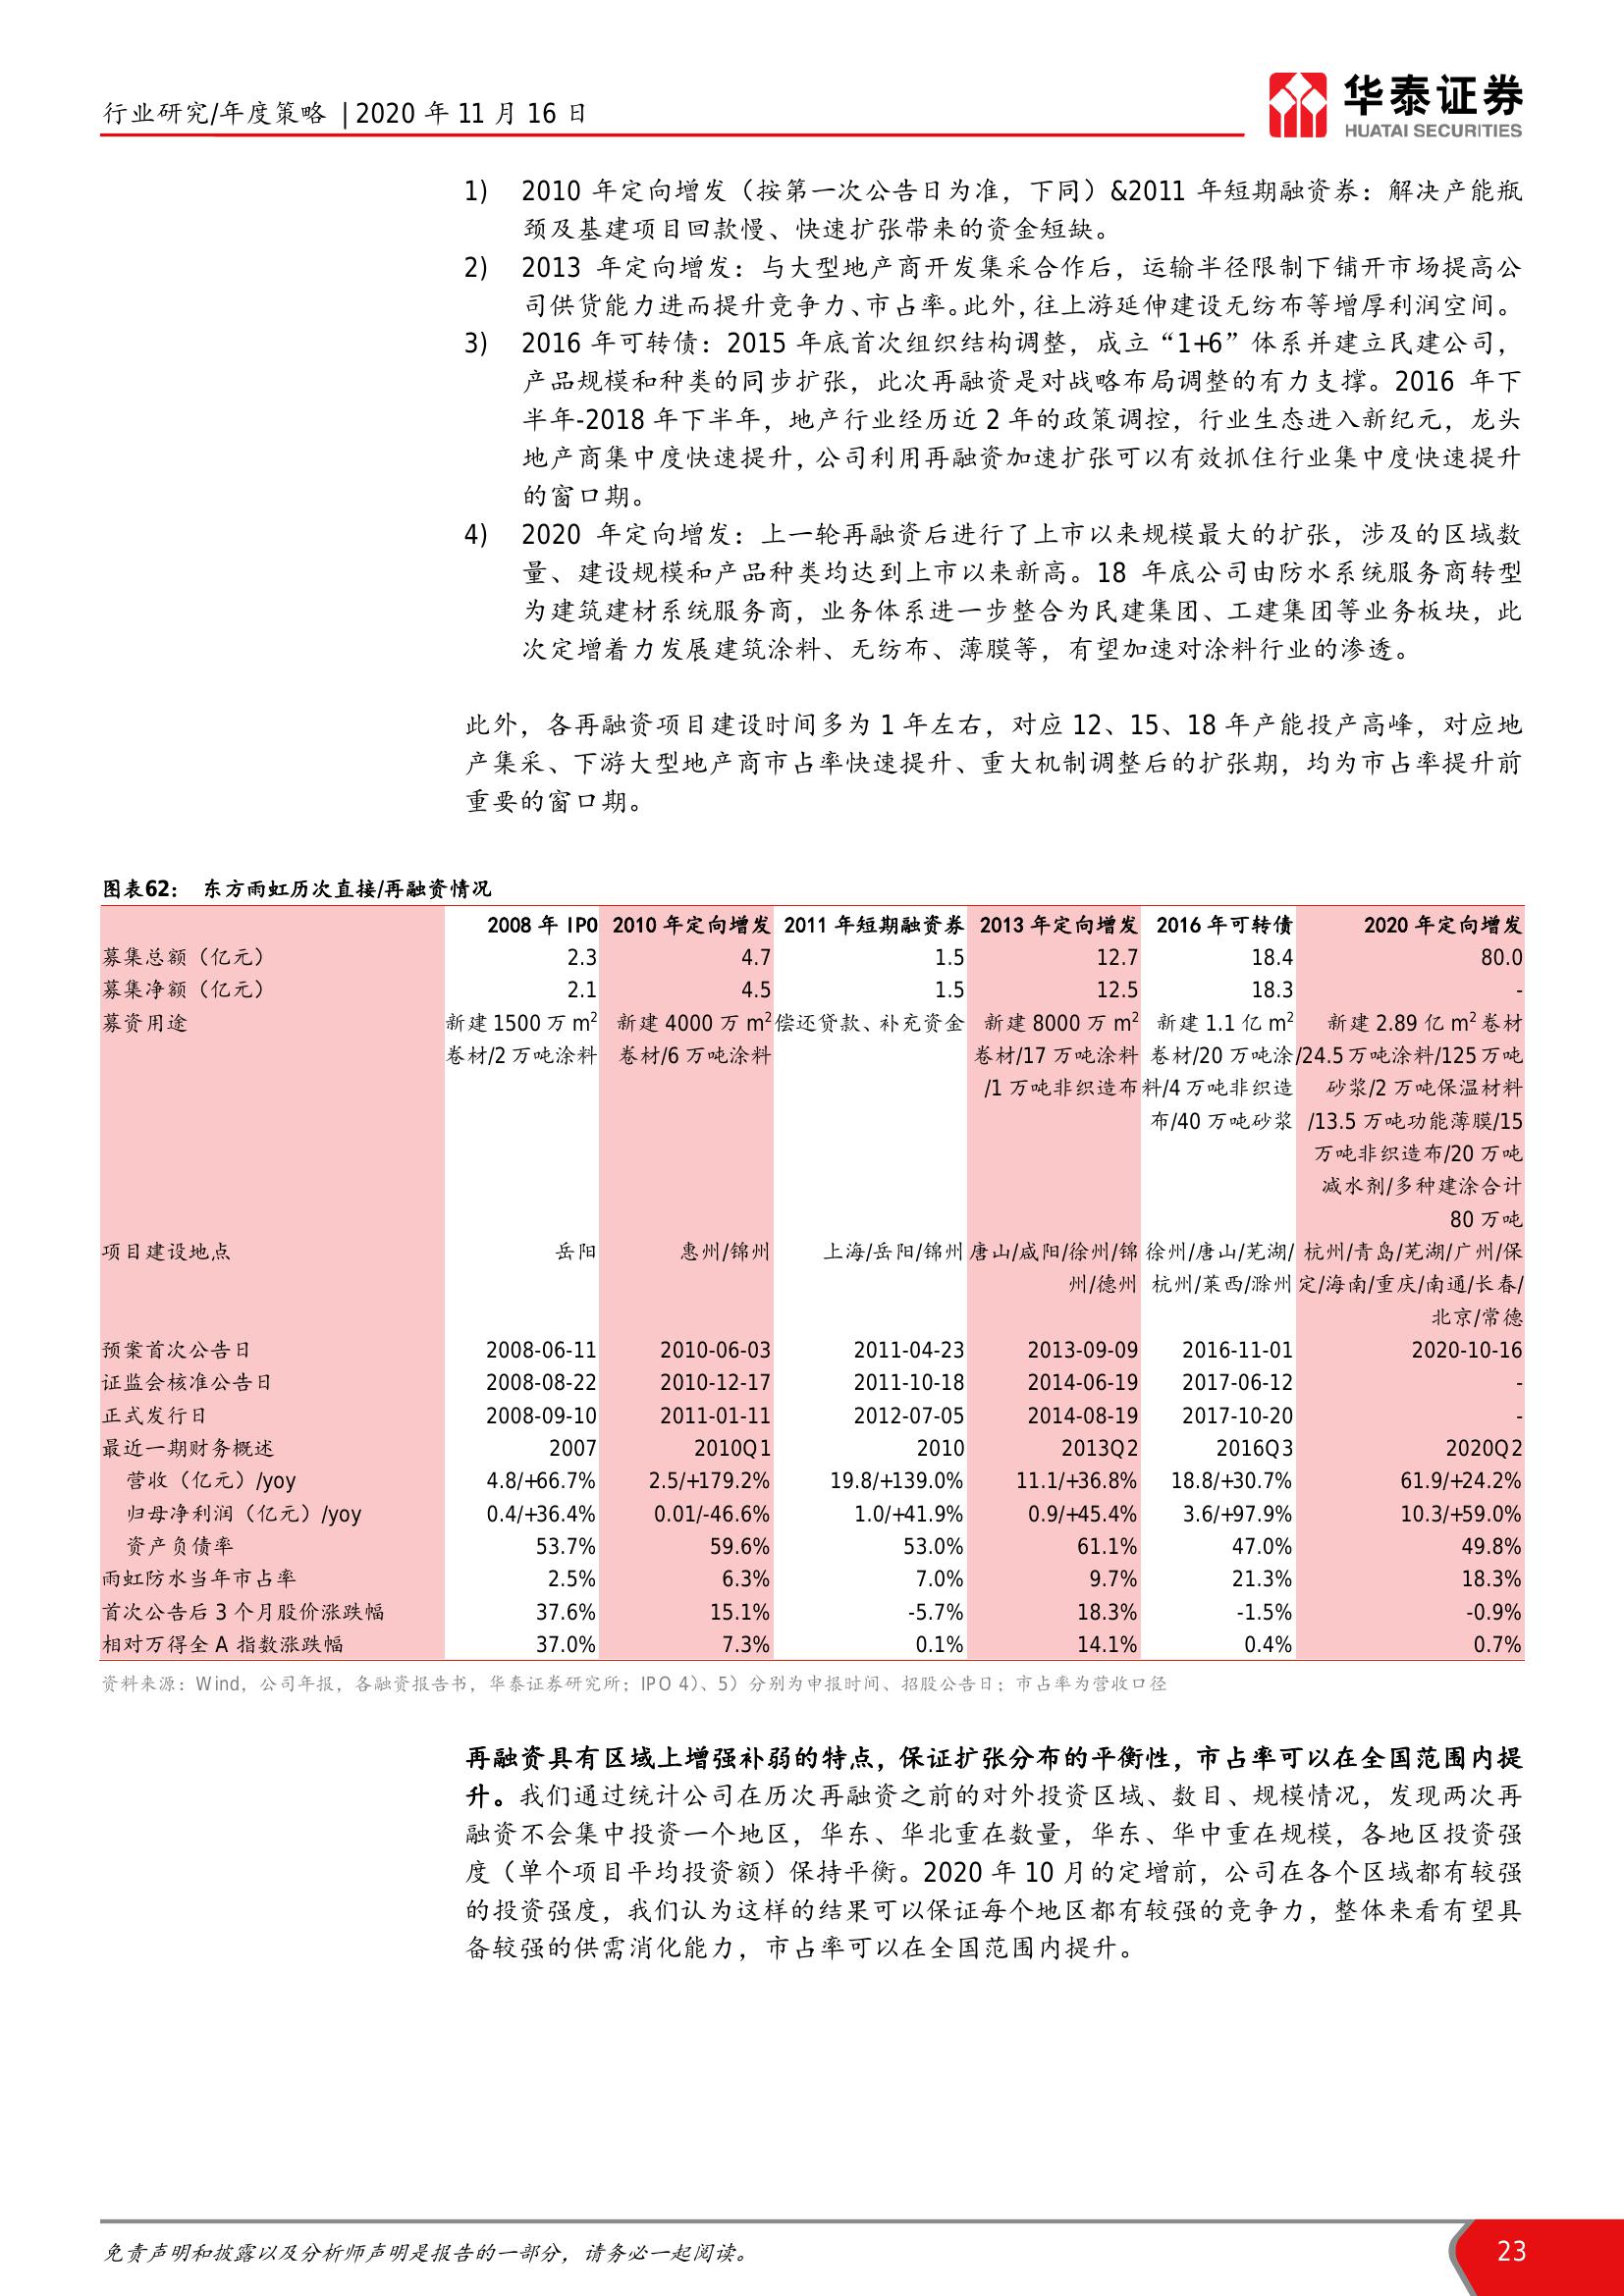 行业研究/年度策略 | 2020 年 11 月 16 日
华泰证券
HUATAI SECURITIES
1) 2010 年定向增发（按第一次公告日为准，下同）&2011 年短期融资券：解决产能瓶
颈及基建项目回款慢、快速扩张带来的资金短缺。
2) 2013 年定向增发：与大型地产商开发集采合作后，运输半径限制下铺开市场提高公
司供货能力进而提升竞争力、市占率。此外，往上游延伸建设无纺布等增厚利润空间。
3) 2016 年可转债：2015 年底首次组织结构调整，成立“1+6”体系并建立民建公司，
产品规模和种类的同步扩张，此次再融资是对战略布局调整的有力支撑。2016 年下
半年-2018 年下半年，地产行业经历近 2 年的政策调控，行业生态进入新纪元，龙头
地产商集中度快速提升，公司利用再融资加速扩张可以有效抓住行业集中度快速提升
的窗口期。
4) 2020 年定向增发：上一轮再融资后进行了上市以来规模最大的扩张，涉及的区域数
量、建设规模和产品种类均达到上市以来新高。18 年底公司由防水系统服务商转型
为建筑建材系统服务商，业务体系进一步整合为民建集团、工建集团等业务板块，此
次定增着力发展建筑涂料、无纺布、薄膜等，有望加速对涂料行业的渗透。
此外，各再融资项目建设时间多为 1 年左右，对应 12、15、18 年产能投产高峰，对应地
产集采、下游大型地产商市占率快速提升、重大机制调整后的扩张期，均为市占率提升前
重要的窗口期。
图表62： 东方雨虹历次直接/再融资情况
2008 年 IPO 2010 年定向增发 2011 年短期融资券 2013 年定向增发 2016 年可转债 2020 年定向增发
募集总额（亿元） 2.3 4.7 1.5 12.7 18.4 80.0
募集净额（亿元） 2.1 4.5 1.5 12.5 18.3 -
募资用途 新建 1500 万 m² 新建 4000 万 m² 偿还贷款、补充资金 新建 8000 万 m² 新建 1.1 亿 m² 新建 2.89 亿 m² 卷材
卷材/2 万吨涂料 卷材/6 万吨涂料 卷材/17 万吨涂料 卷材/20 万吨涂 /24.5 万吨涂料/125 万吨
/1 万吨非织造布 料/4 万吨非织造 砂浆/2 万吨保温材料
布/40 万吨砂浆 /13.5 万吨功能薄膜/15
万吨非织造布/20 万吨
减水剂/多种建涂合计
80 万吨
项目建设地点 岳阳 惠州/锦州 上海/岳阳/锦州 唐山/咸阳/徐州/锦 徐州/唐山/芜湖/ 杭州/青岛/芜湖/广州/保
州/德州 杭州/莱西/滁州 定/海南/重庆/南通/长春/
北京/常德
预案首次公告日 2008-06-11 2010-06-03 2011-04-23 2013-09-09 2016-11-01 2020-10-16
证监会核准公告日 2008-08-22 2010-12-17 2011-10-18 2014-06-19 2017-06-12 -
正式发行日 2008-09-10 2011-01-11 2012-07-05 2014-08-19 2017-10-20 -
最近一期财务概述 2007 2010Q1 2010 2013Q2 2016Q3 2020Q2
营收（亿元）/yoy 4.8/+66.7% 2.5/+179.2% 19.8/+139.0% 11.1/+36.8% 18.8/+30.7% 61.9/+24.2%
归母净利润（亿元）/yoy 0.4/+36.4% 0.01/-46.6% 1.0/+41.9% 0.9/+45.4% 3.6/+97.9% 10.3/+59.0%
资产负债率 53.7% 59.6% 53.0% 61.1% 47.0% 49.8%
雨虹防水当年市占率 2.5% 6.3% 7.0% 9.7% 21.3% 18.3%
首次公告后 3 个月股价涨跌幅 37.6% 15.1% -5.7% 18.3% -1.5% -0.9%
相对万得全 A 指数涨跌幅 37.0% 7.3% 0.1% 14.1% 0.4% 0.7%
资料来源：Wind，公司年报，各融资报告书，华泰证券研究所；IPO 4）、5）分别为申报时间、招股公告日；市占率为营收口径
再融资具有区域上增强补弱的特点，保证扩张分布的平衡性，市占率可以在全国范围内提
升。我们通过统计公司在历次再融资之前的对外投资区域、数目、规模情况，发现两次再
融资不会集中投资一个地区，华东、华北重在数量，华东、华中重在规模，各地区投资强
度（单个项目平均投资额）保持平衡。2020 年 10 月的定增前，公司在各个区域都有较强
的投资强度，我们认为这样的结果可以保证每个地区都有较强的竞争力，整体来看有望具
备较强的供需消化能力，市占率可以在全国范围内提升。
免责声明和披露以及分析师声明是报告的一部分，请务必一起阅读。
23